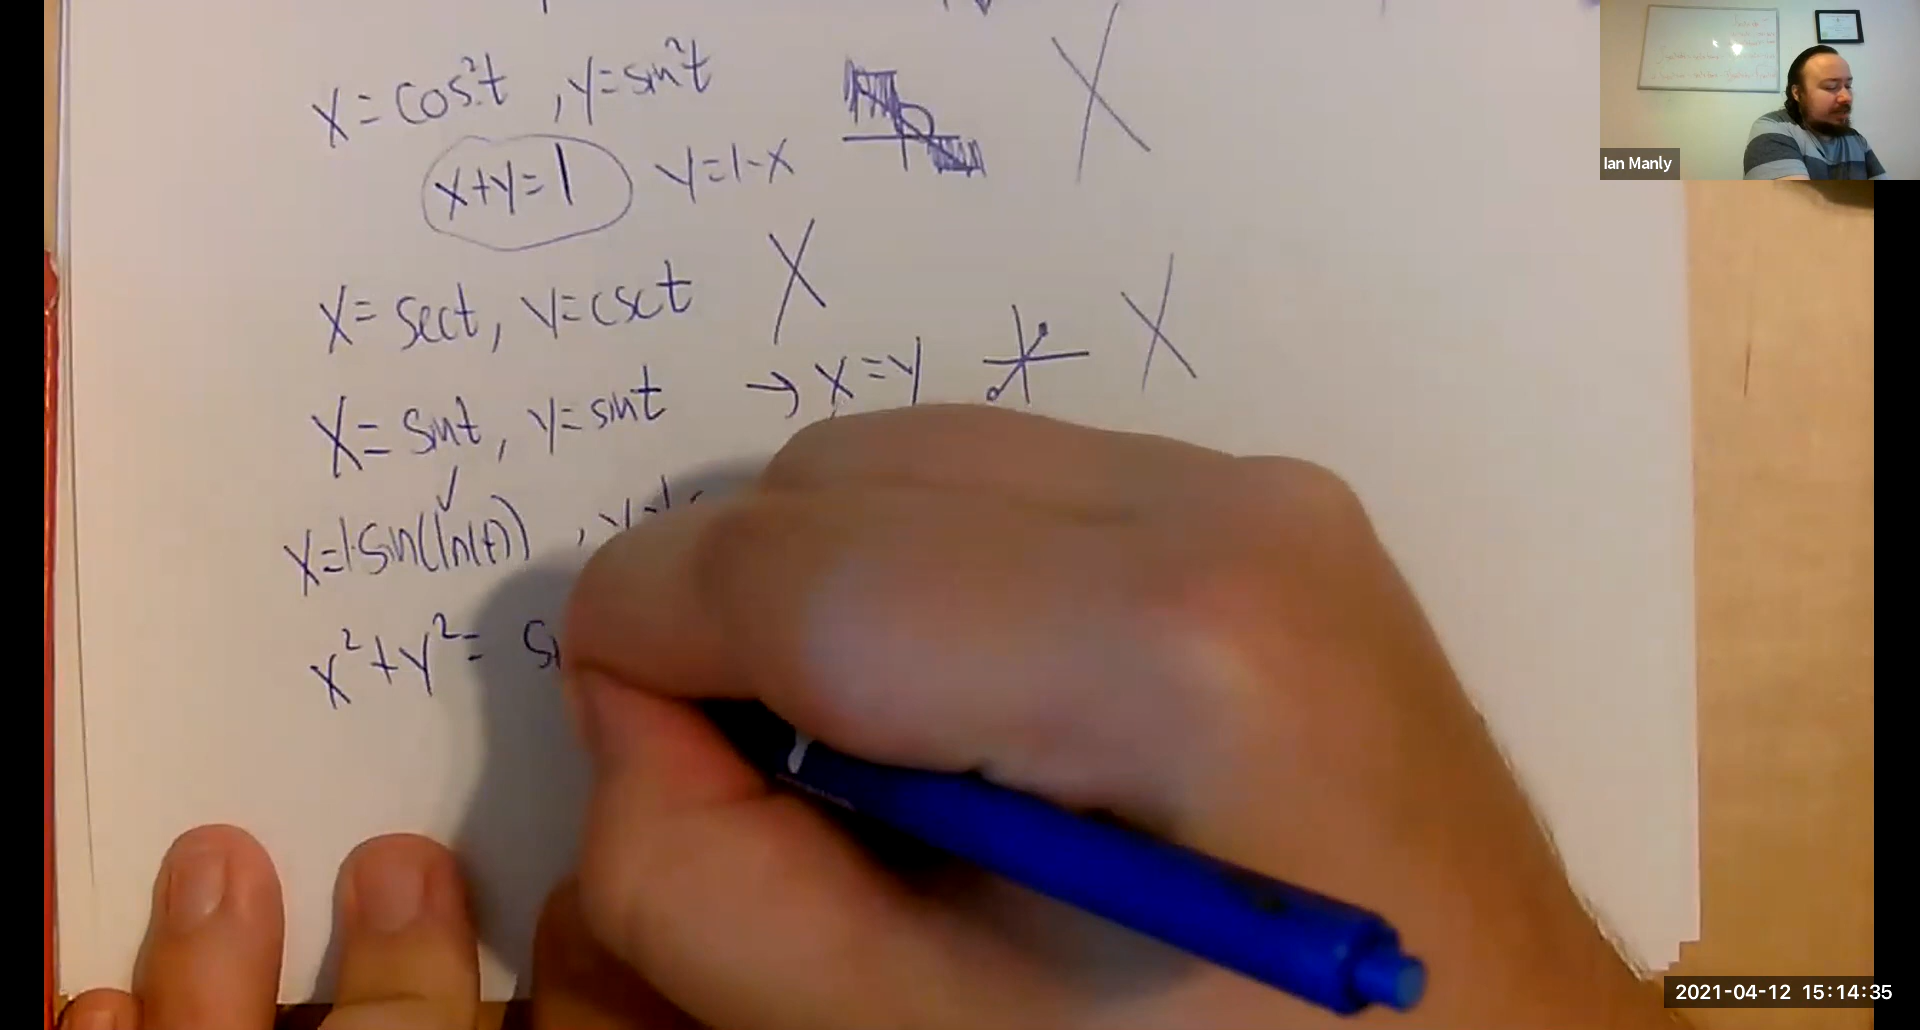 x = cos²t , y = sin²t
x+y=1 y=1-x
x = sect, y = csct
x = sint, y = sint → x = y
x=1·sin(ln(t)) , y=1·
x²+y²=
Ian Manly
2021-04-12 15:14:35